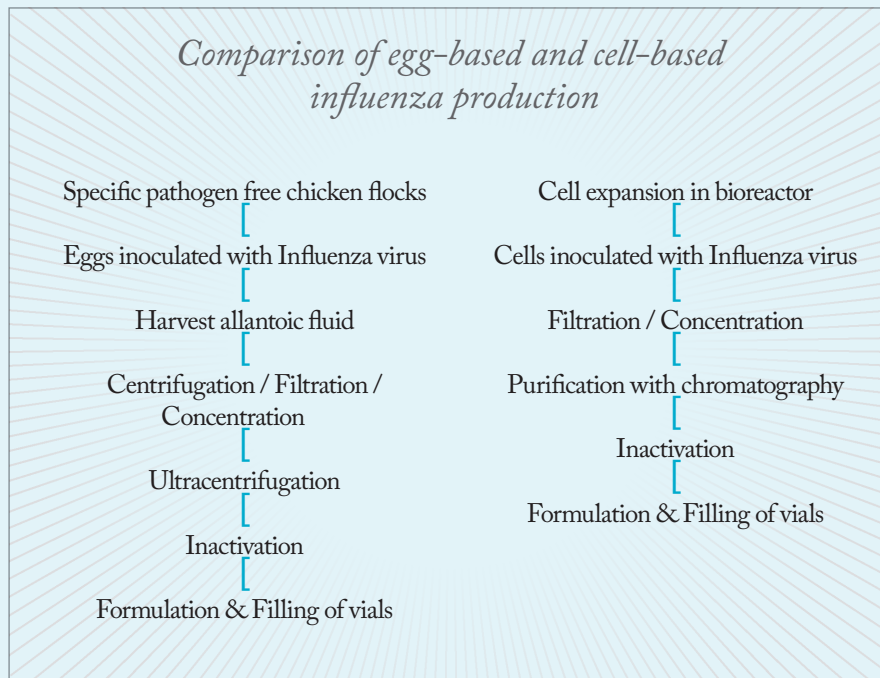 Comparison of egg-based and cell-based
influenza production
Specific pathogen free chicken flocks
Eggs inoculated with Influenza virus
Harvest allantoic fluid
Centrifugation / Filtration /
Concentration
Ultracentrifugation
Inactivation
Formulation & Filling of vials
Cell expansion in bioreactor
Cells inoculated with Influenza virus
Filtration / Concentration
Purification with chromatography
Inactivation
Formulation & Filling of vials